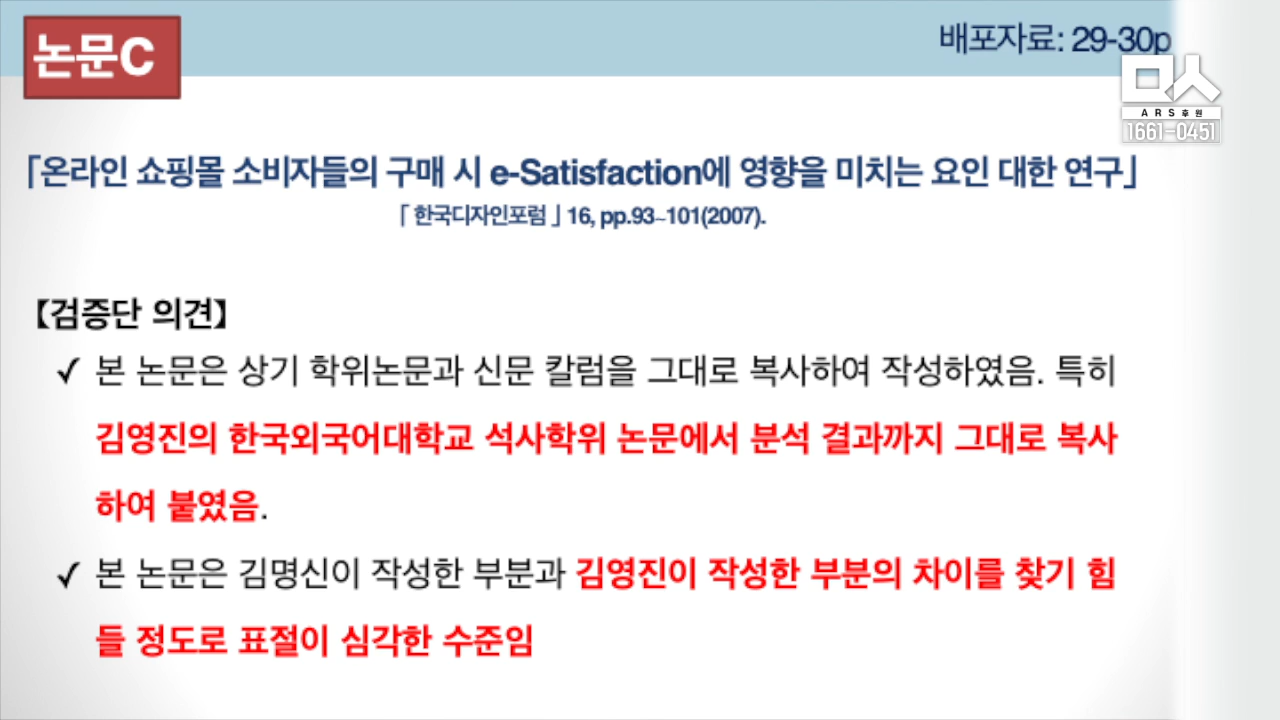 논문C
배포자료: 29-30p
ARS후원
1661-0451
「온라인 쇼핑몰 소비자들의 구매 시 e-Satisfaction에 영향을 미치는 요인 대한 연구」
「한국디자인포럼」16, pp.93~101(2007).
【검증단 의견】
✓ 본 논문은 상기 학위논문과 신문 칼럼을 그대로 복사하여 작성하였음. 특히
김영진의 한국외국어대학교 석사학위 논문에서 분석 결과까지 그대로 복사
하여 붙였음.
✓ 본 논문은 김명신이 작성한 부분과 김영진이 작성한 부분의 차이를 찾기 힘
들 정도로 표절이 심각한 수준임